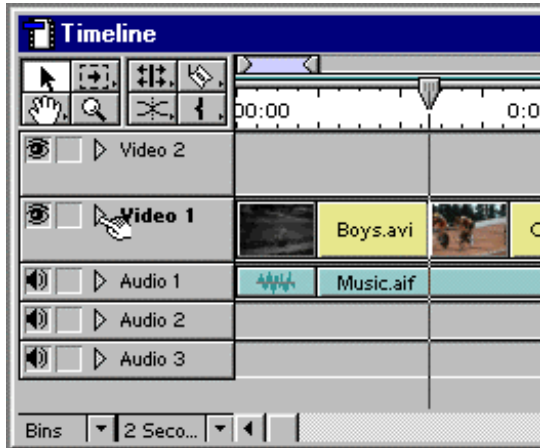 Timeline
00:00
0:0
Video 2
Video 1
Boys.avi
Audio 1
Music.aif
Audio 2
Audio 3
Bins
2 Seco...